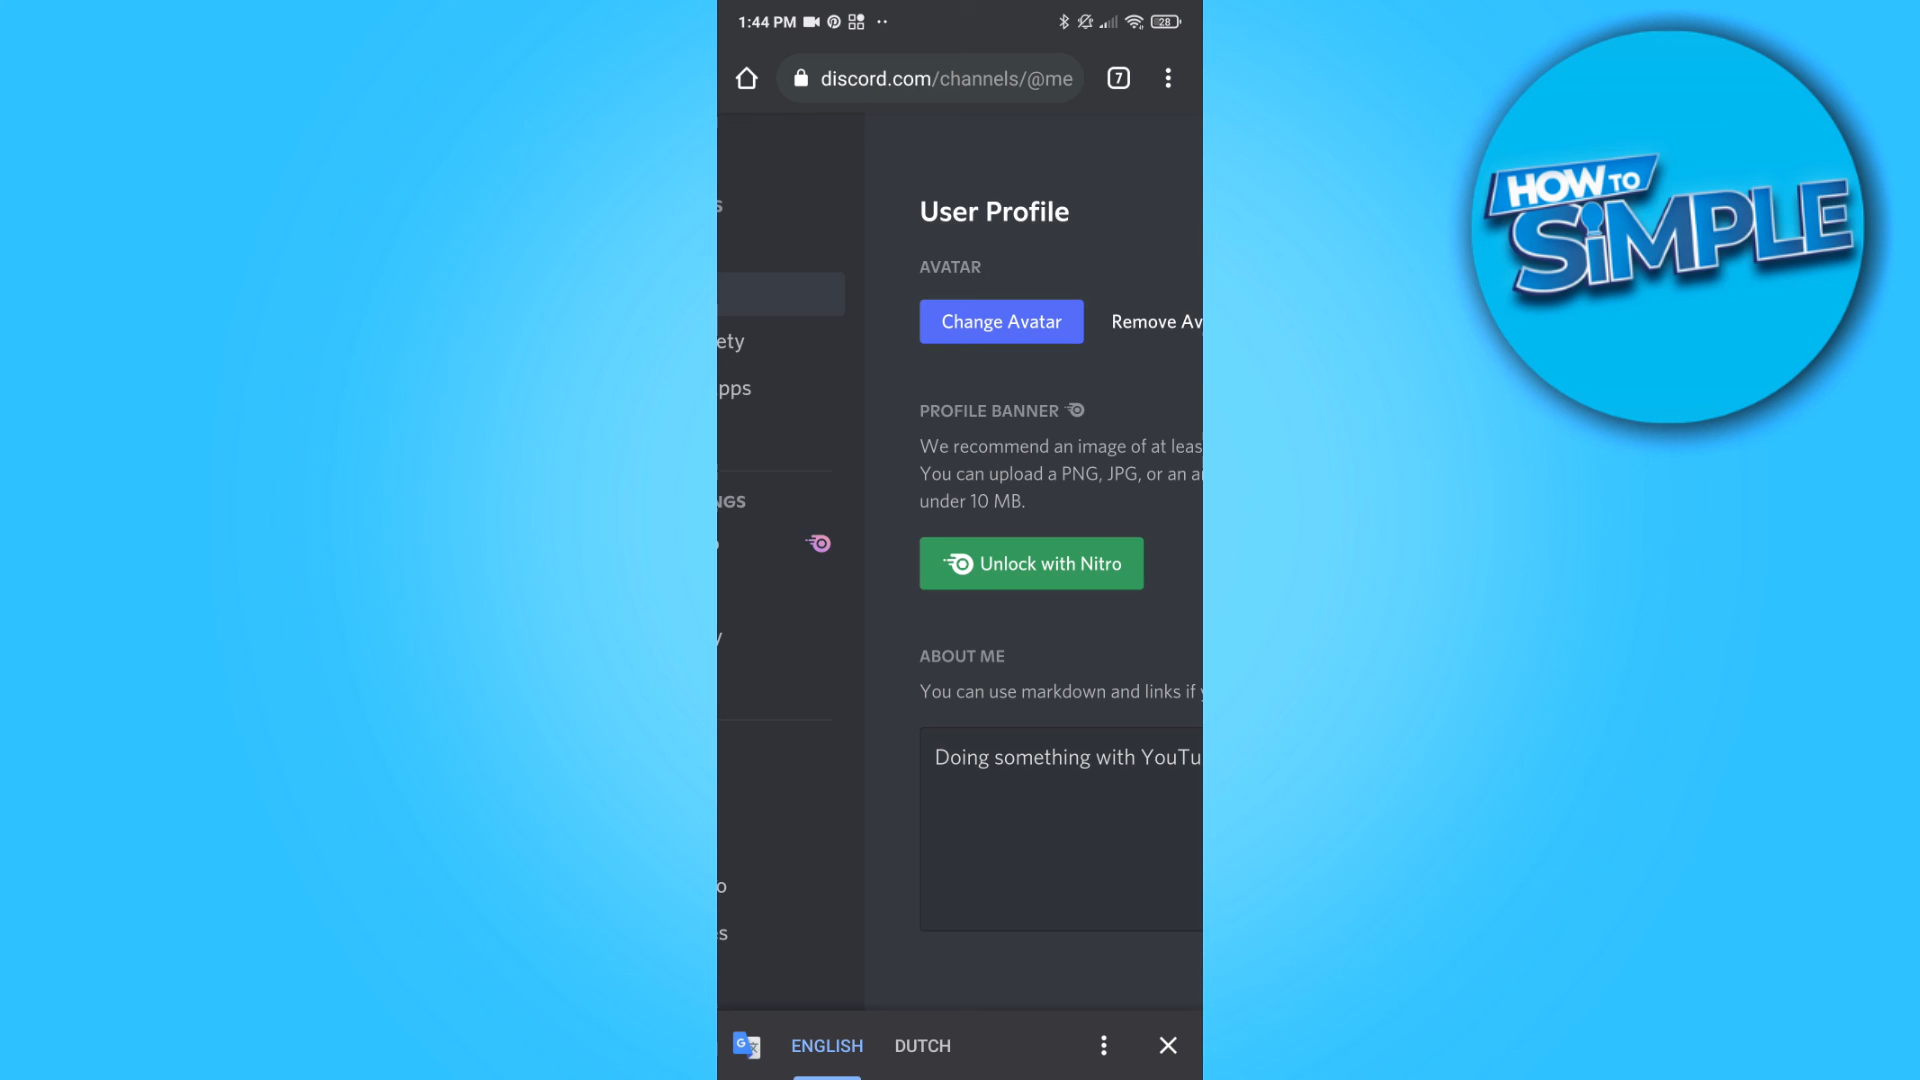 1:44 PM
28
discord.com/channels/@me
7
HOW TO
SiMPLE
s
User Profile
AVATAR
Change Avatar
Remove Av
ety
pps
PROFILE BANNER
We recommend an image of at leas
You can upload a PNG, JPG, or an a
under 10 MB.
NGS
Unlock with Nitro
y
ABOUT ME
You can use markdown and links if y
Doing something with YouTu
o
es
ENGLISH
DUTCH